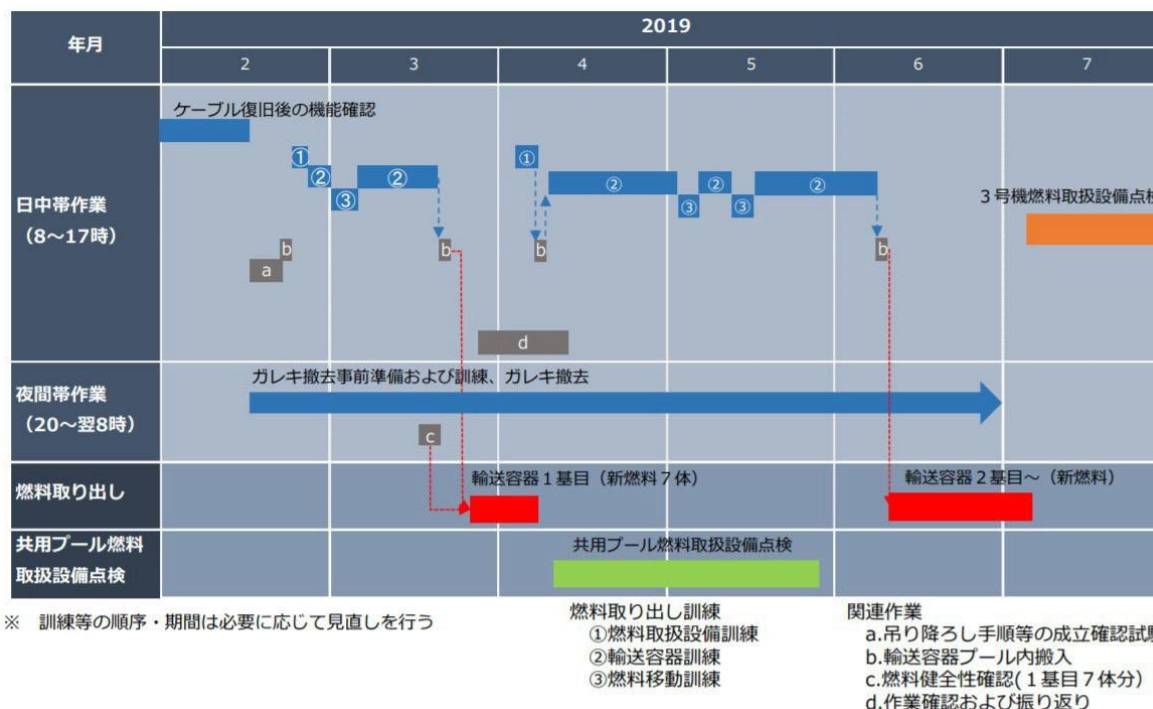 年月
2019
2 3 4 5 6 7
日中帯作業
(8～17時)
ケーブル復旧後の機能確認
① ①
② ② ② ② ②
③ ③ ③
3号機燃料取扱設備点検
b b b b
a
d
夜間帯作業
(20～翌8時)
ガレキ撤去事前準備および訓練、ガレキ撤去
c
燃料取り出し
輸送容器1基目（新燃料7体）
輸送容器2基目～（新燃料）
共用プール燃料
取扱設備点検
共用プール燃料取扱設備点検
※ 訓練等の順序・期間は必要に応じて見直しを行う
燃料取り出し訓練
①燃料取扱設備訓練
②輸送容器訓練
③燃料移動訓練
関連作業
a.吊り降ろし手順等の成立確認試験
b.輸送容器プール内搬入
c.燃料健全性確認(1基目7体分)
d.作業確認および振り返り